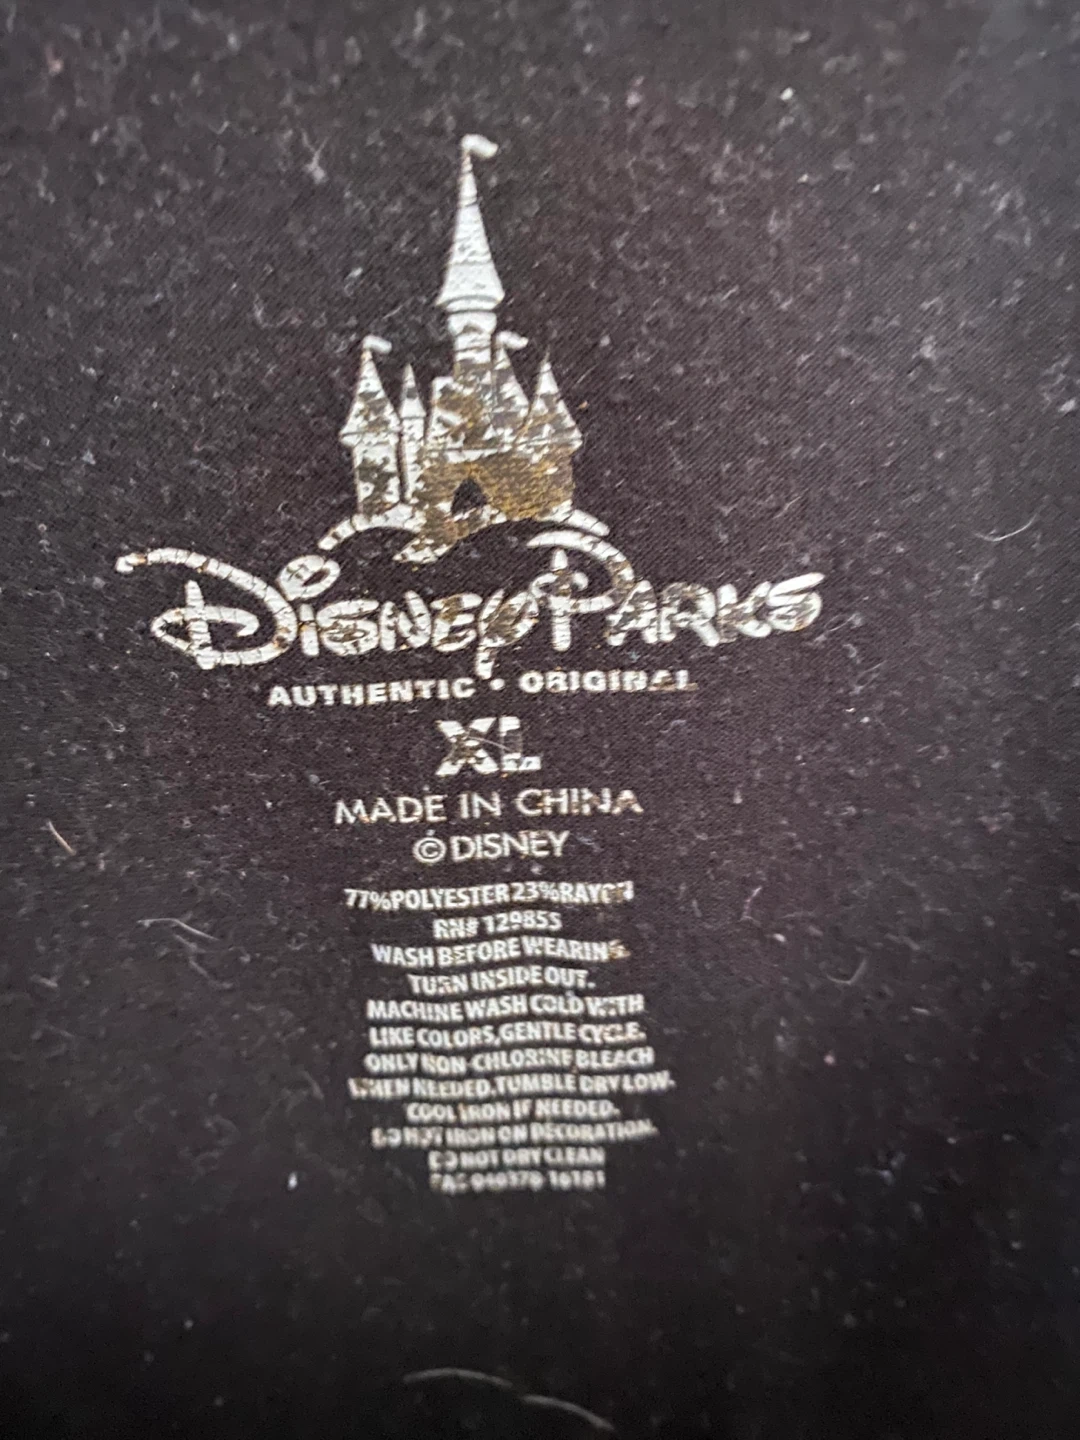 DISNEY PARKS
AUTHENTIC • ORIGINAL
XL
MADE IN CHINA
©DISNEY
77%POLYESTER 23%RAYON
RN# 129855
WASH BEFORE WEARING.
TURN INSIDE OUT.
MACHINE WASH COLD WITH
LIKE COLORS, GENTLE CYCLE.
ONLY NON-CHLORINE BLEACH
WHEN NEEDED. TUMBLE DRY LOW.
COOL IRON IF NEEDED.
DO NOT IRON ON DECORATION.
DO NOT DRY CLEAN